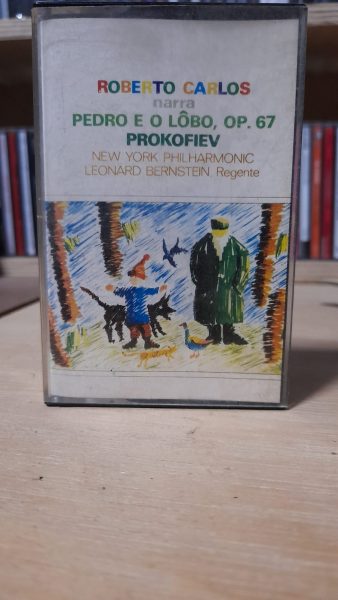 ROBERTO CARLOS
narra
PEDRO E O LÔBO, OP. 67
PROKOFIEV
NEW YORK PHILHARMONIC
LEONARD BERNSTEIN, Regente